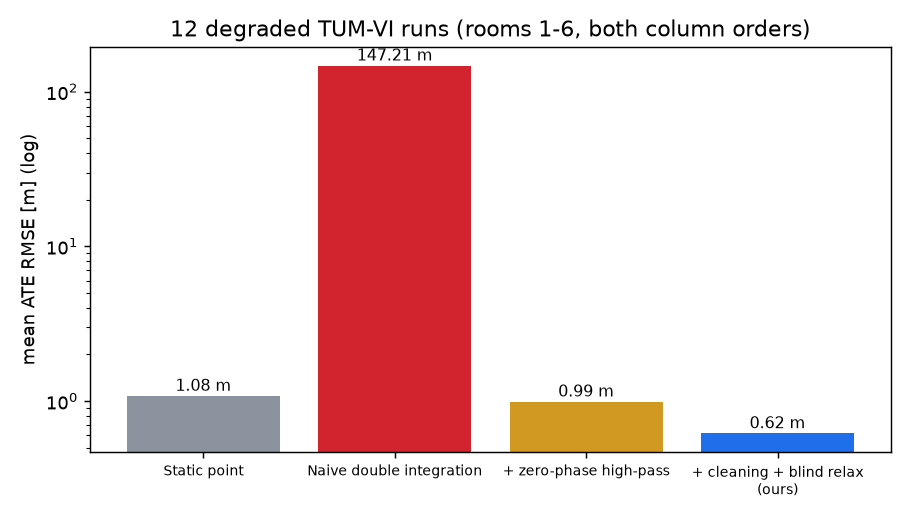 12 degraded TUM-VI runs (rooms 1-6, both column orders)
mean ATE RMSE [m] (log)
10²
10¹
10⁰
1.08 m
147.21 m
0.99 m
0.62 m
Static point
Naive double integration
+ zero-phase high-pass
+ cleaning + blind relax
(ours)